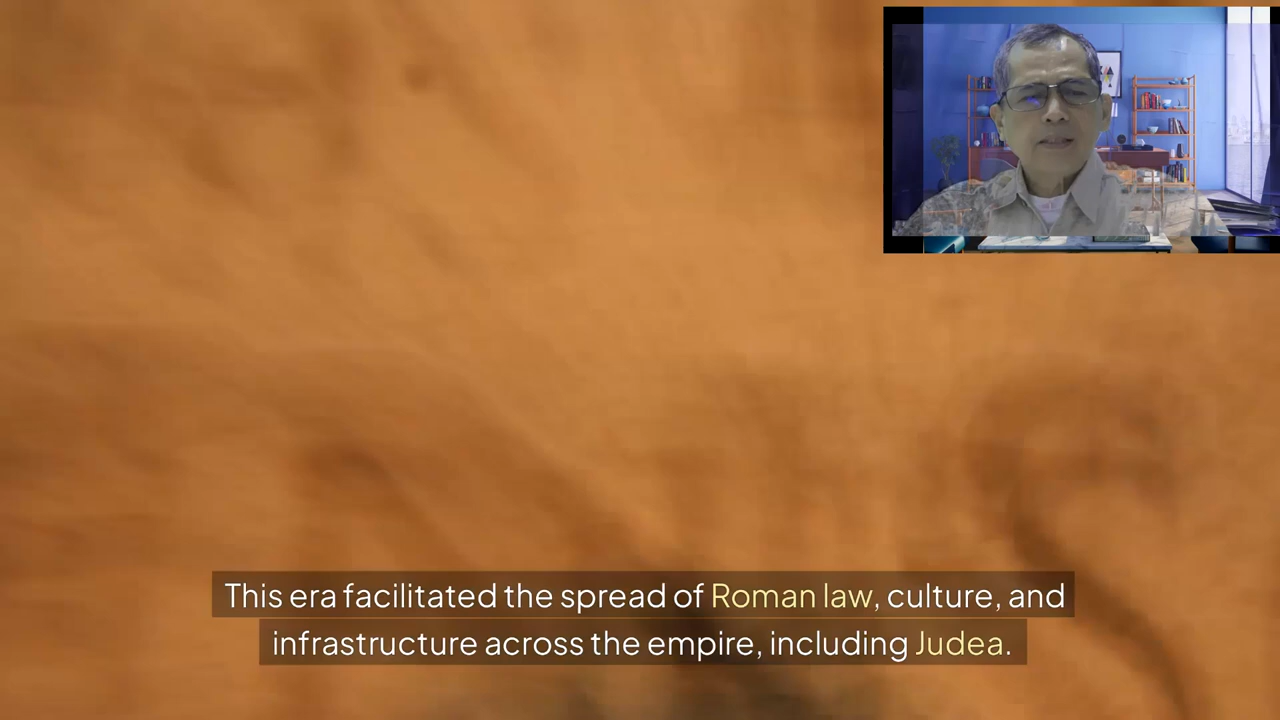 This era facilitated the spread of Roman law, culture, and
infrastructure across the empire, including Judea.